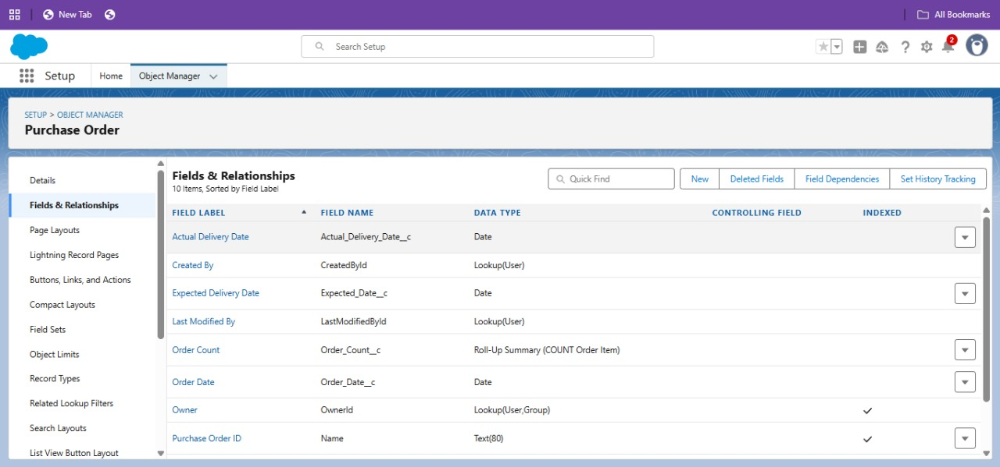 New Tab
All Bookmarks
Search Setup
2
Setup Home Object Manager
SETUP > OBJECT MANAGER
Purchase Order
Details
Fields & Relationships
Page Layouts
Lightning Record Pages
Buttons, Links, and Actions
Compact Layouts
Field Sets
Object Limits
Record Types
Related Lookup Filters
Search Layouts
List View Button Layout
Fields & Relationships
10 Items, Sorted by Field Label
Quick Find
New Deleted Fields Field Dependencies Set History Tracking
FIELD LABEL FIELD NAME DATA TYPE CONTROLLING FIELD INDEXED
Actual Delivery Date Actual_Delivery_Date__c Date
Created By CreatedById Lookup(User)
Expected Delivery Date Expected_Date__c Date
Last Modified By LastModifiedById Lookup(User)
Order Count Order_Count__c Roll-Up Summary (COUNT Order Item)
Order Date Order_Date__c Date
Owner OwnerId Lookup(User,Group)
Purchase Order ID Name Text(80)